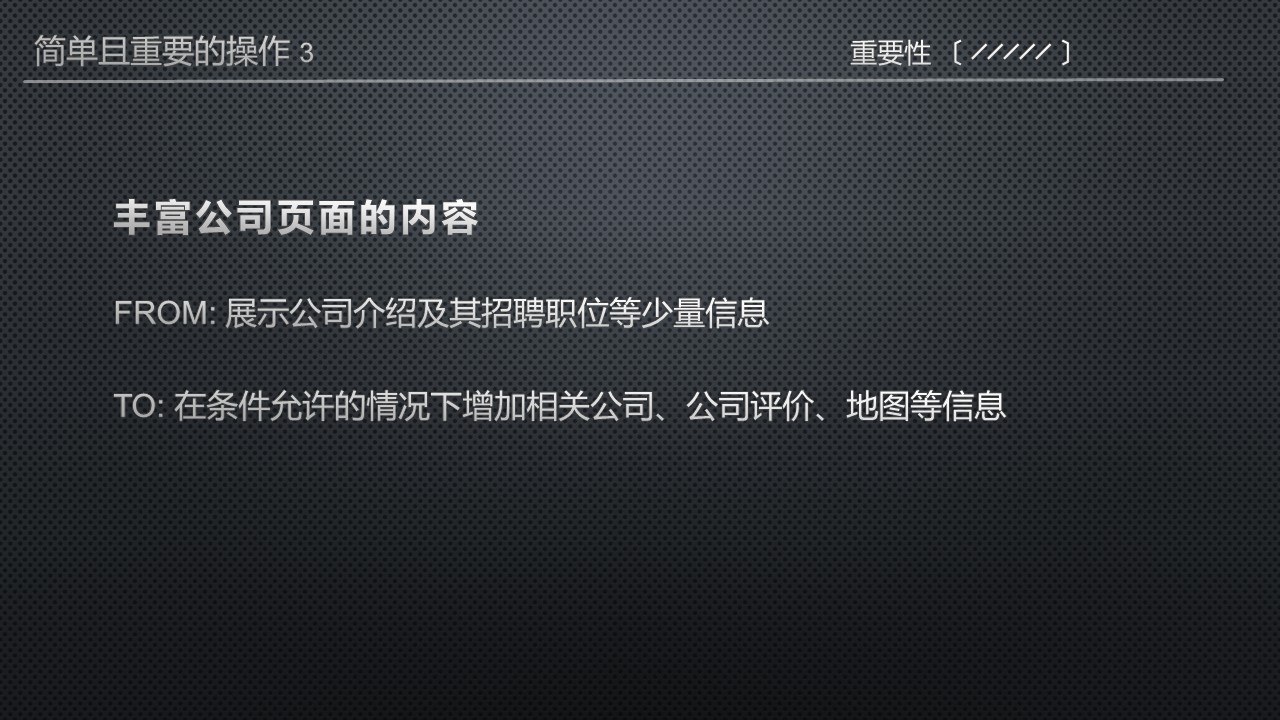 简单且重要的操作 3
重要性 〔 ///// 〕
丰富公司页面的内容
FROM: 展示公司介绍及其招聘职位等少量信息
TO: 在条件允许的情况下增加相关公司、公司评价、地图等信息